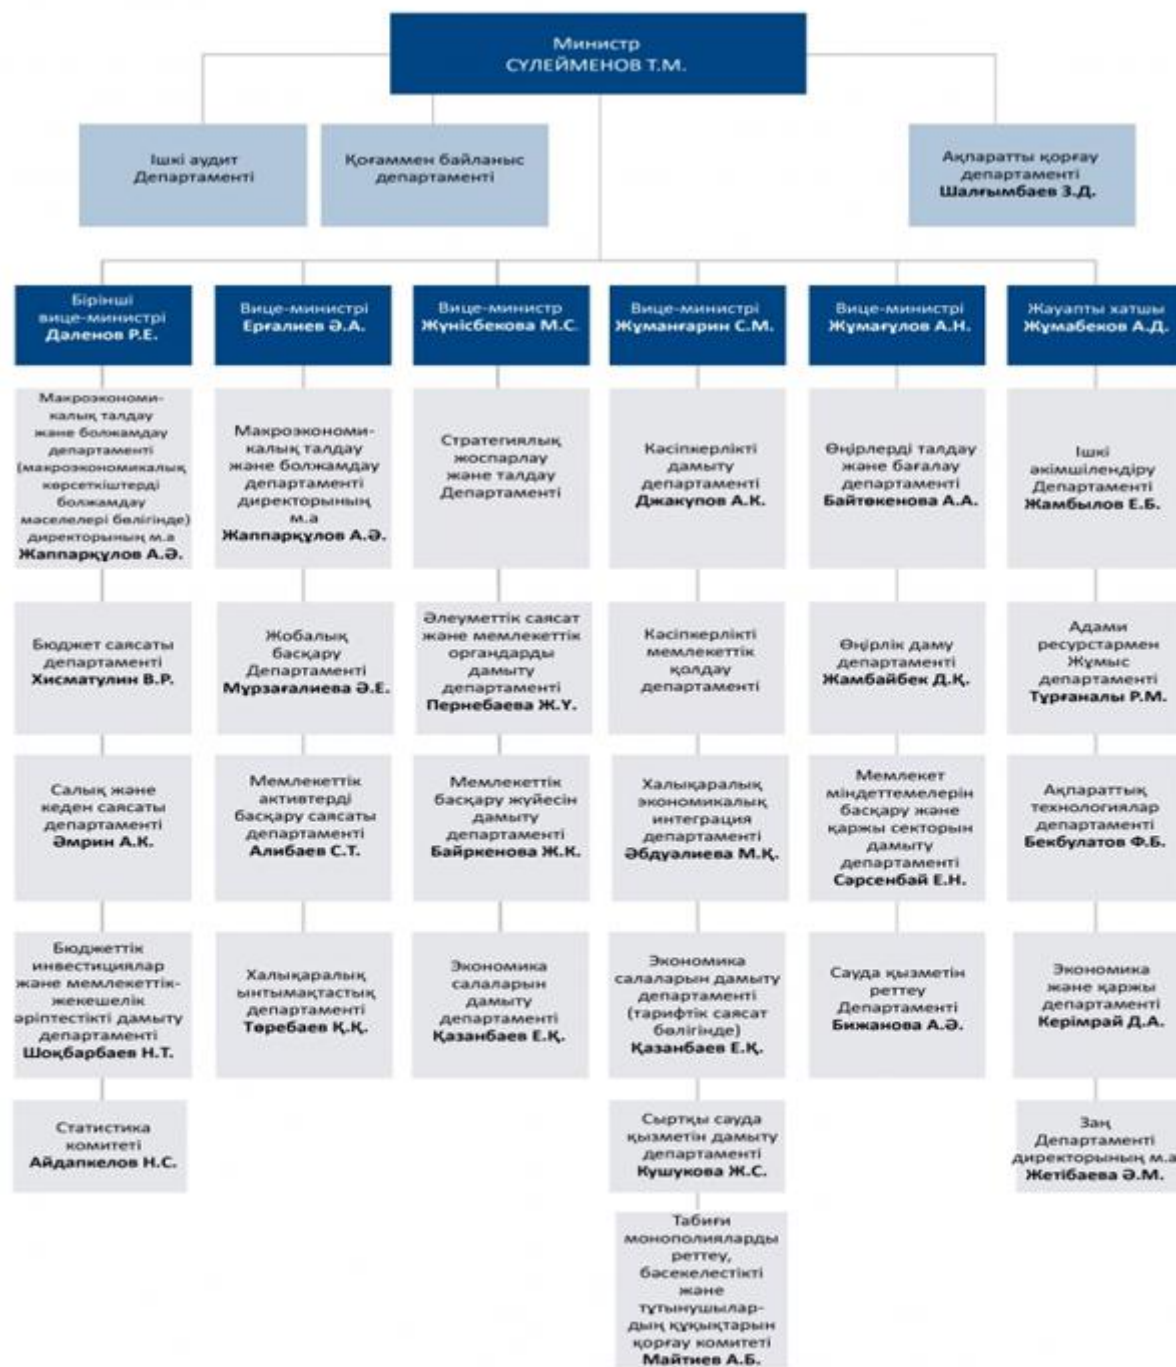 Министр
СҮЛЕЙМЕНОВ Т.М.
Ішкі аудит
Департаменті
Қоғаммен байланыс
департаменті
Ақпаратты қорғау
департаменті
Шалғымбаев З.Д.
Бірінші
вице-министрі
Дәленов Р.Е.
Вице-министрі
Ерғалиев Ә.А.
Вице-министр
Жүнісбекова М.С.
Вице-министрі
Жұманғарин С.М.
Вице-министрі
Жұмағұлов А.Н.
Жауапты хатшы
Жұмабеков А.Д.
Макроэкономи-
калық талдау
және болжамдау
департаменті
(макроэкономикалық
көрсеткіштерді
болжамдау
мәселелері бөлігінде)
директорының м.а
Жаппарқұлов А.Ә.
Макроэкономи-
калық талдау
және болжамдау
департаменті
директорының
м.а
Жаппарқұлов А.Ә.
Стратегиялық
жоспарлау
және талдау
Департаменті
Кәсіпкерлікті
дамыту
департаменті
Джакупов А.К.
Өңірлерді талдау
және бағалау
департаменті
Байтөкенова А.А.
Ішкі
әкімшілендіру
Департаменті
Жамбылов Е.Б.
Бюджет саясаты
департаменті
Хисматулин В.Р.
Жобалық
басқару
Департаменті
Мұрзағалиева Ә.Е.
Әлеуметтік саясат
және мемлекеттік
органдарды
дамыту
департаменті
Пернебаева Ж.Ү.
Кәсіпкерлікті
мемлекеттік
қолдау
департаменті
Өңірлік даму
департаменті
Жамбайбек Д.Қ.
Адами
ресурстармен
Жұмыс
департаменті
Тұрғаналы Р.М.
Салық және
кеден саясаты
департаменті
Әмрин А.К.
Мемлекеттік
активтерді
басқару саясаты
департаменті
Алибаев С.Т.
Мемлекеттік
басқару жүйесін
дамыту
департаменті
Байркенова Ж.К.
Халықаралық
экономикалық
интеграция
департаменті
Әбдуәлиева М.Қ.
Мемлекет
міндеттемелерін
басқару және
қаржы секторын
дамыту
департаменті
Сәрсенбай Е.Н.
Ақпараттық
технологиялар
департаменті
Бекбулатов Ф.Б.
Бюджеттік
инвестициялар
және мемлекеттік-
жекешелік
әріптестікті дамыту
департаменті
Шоқбарбаев Н.Т.
Халықаралық
ынтымақтастық
департаменті
Төребаев Қ.Қ.
Экономика
салаларын
дамыту
департаменті
Қазанбаев Е.Қ.
Экономика
салаларын дамыту
департаменті
(тарифтік саясат
бөлігінде)
Қазанбаев Е.Қ.
Сауда қызметін
реттеу
Департаменті
Бижанова А.Ә.
Экономика
және қаржы
департаменті
Керімрай Д.А.
Статистика
комитеті
Айдапкелов Н.С.
Сыртқы сауда
қызметін дамыту
департаменті
Кушукова Ж.С.
Заң
Департаменті
директорының м.а
Жетібаева Ә.М.
Табиғи
монополияларды
реттеу,
бәсекелестікті
және
тұтынушылар-
дың құқықтарын
қорғау комитеті
Майтиев А.Б.